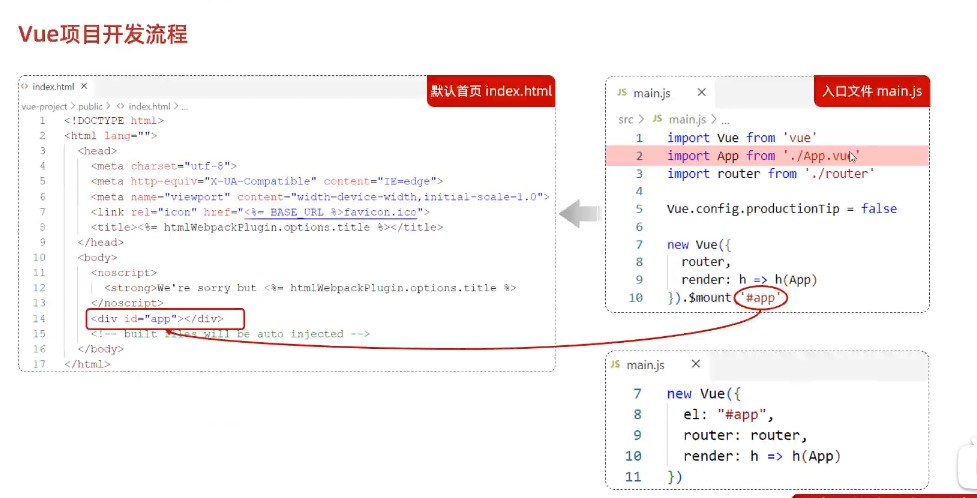 Vue项目开发流程
index.html ×
默认首页 index.html
vue-project > public > <> index.html > ...
1 <!DOCTYPE html>
2 <html lang="">
3 <head>
4 <meta charset="utf-8">
5 <meta http-equiv="X-UA-Compatible" content="IE=edge">
6 <meta name="viewport" content="width=device-width,initial-scale=1.0">
7 <link rel="icon" href="<%= BASE_URL %>favicon.ico">
8 <title><%= htmlWebpackPlugin.options.title %></title>
9 </head>
10 <body>
11 <noscript>
12 <strong>We're sorry but <%= htmlWebpackPlugin.options.title %>
13 </noscript>
14 <div id="app"></div>
15 <!-- built files will be auto injected -->
16 </body>
17 </html>
JS main.js ×
入口文件 main.js
src > JS main.js > ...
1 import Vue from 'vue'
2 import App from './App.vue'
3 import router from './router'
4
5 Vue.config.productionTip = false
6
7 new Vue({
8 router,
9 render: h => h(App)
10 }).$mount('#app')
JS main.js ×
7 new Vue({
8 el: "#app",
9 router: router,
10 render: h => h(App)
11 })